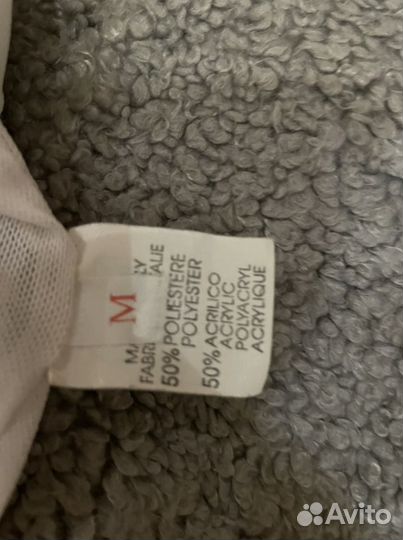 M
50% POLIESTERE
POLYESTER
50% ACRILICO
ACRYLIC
POLYACRYL
ACRYLIQUE
Avito